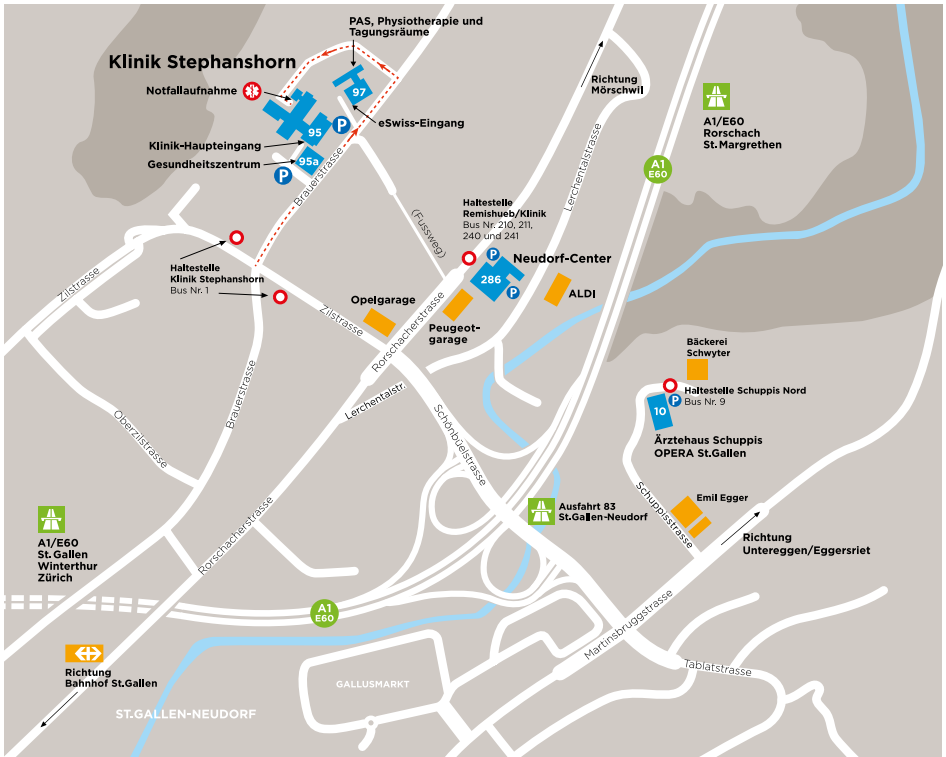 PAS, Physiotherapie und
Tagungsräume
Klinik Stephanshorn
Notfallaufnahme
97
eSwiss-Eingang
P
95
Klinik-Haupteingang
Gesundheitszentrum
95a
P
Brauerstrasse
Richtung
Mörschwil
A1/E60
Rorschach
St.Margrethen
A1
E60
Lerchentalstrasse
(Fussweg)
Haltestelle
Remishueb/Klinik
Bus Nr. 210, 211,
240 und 241
P
Neudorf-Center
286
P
ALDI
Zilstrasse
Haltestelle
Klinik Stephanshorn
Bus Nr. 1
Zilstrasse
Opelgarage
Rorschacherstrasse
Peugeot-
garage
Lerchentalstr.
Bäckerei
Schwyter
Haltestelle Schuppis Nord
P
Bus Nr. 9
10
Ärztehaus Schuppis
OPERA St.Gallen
Brauerstrasse
Oberzilstrasse
Schönbüelstrasse
Schuppisstrasse
Emil Egger
Ausfahrt 83
St.Gallen-Neudorf
Richtung
Untereggen/Eggersriet
A1/E60
St.Gallen
Winterthur
Zürich
Rorschacherstrasse
A1
E60
Martinsbruggstrasse
Tablatstrasse
Richtung
Bahnhof St.Gallen
GALLUSMARKT
ST.GALLEN-NEUDORF